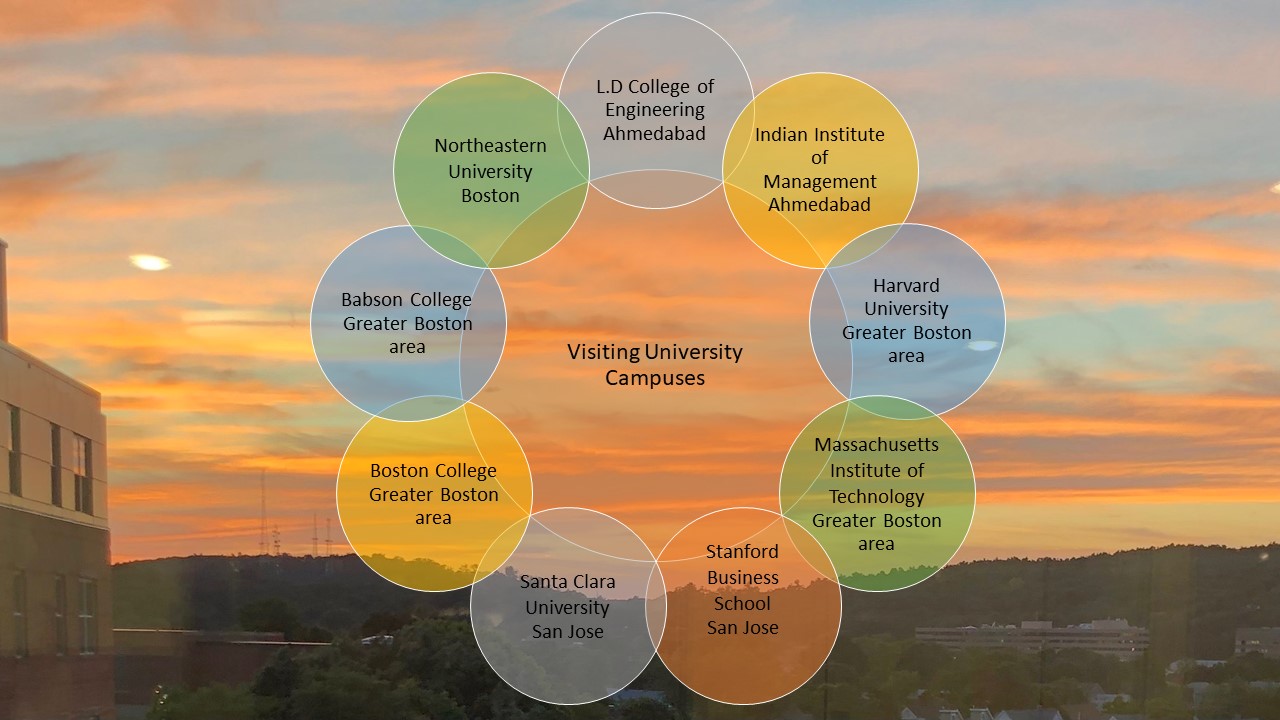 L.D College of
Engineering
Ahmedabad
Indian Institute
of
Management
Ahmedabad
Harvard
University
Greater Boston
area
Massachusetts
Institute of
Technology
Greater Boston
area
Stanford
Business
School
San Jose
Santa Clara
University
San Jose
Boston College
Greater Boston
area
Babson College
Greater Boston
area
Northeastern
University
Boston
Visiting University
Campuses